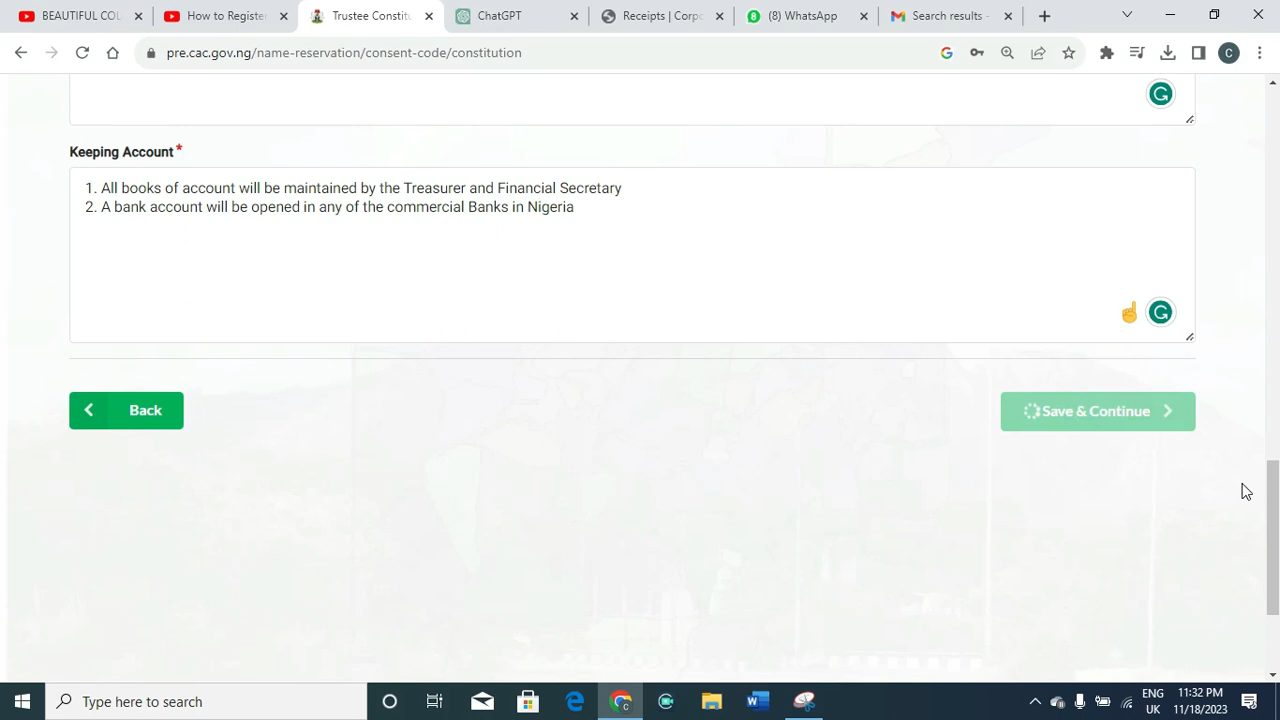 BEAUTIFUL COL
How to Register
Trustee Constitu
ChatGPT
Receipts | Corpo
(8) WhatsApp
Search results -
pre.cac.gov.ng/name-reservation/consent-code/constitution
Keeping Account *
1. All books of account will be maintained by the Treasurer and Financial Secretary
2. A bank account will be opened in any of the commercial Banks in Nigeria
Back
Save & Continue
Type here to search
ENG
UK
11:32 PM
11/18/2023